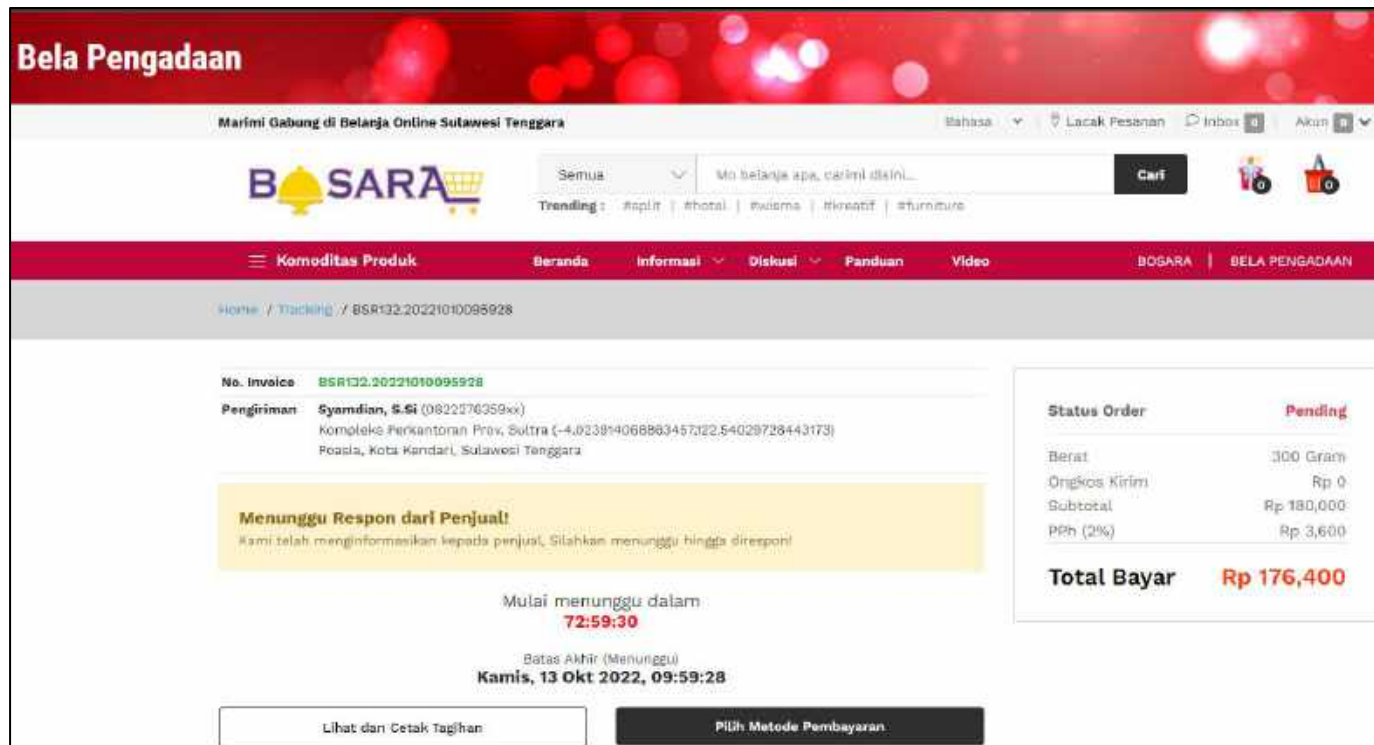 Bela Pengadaan
Marimi Gabung di Belanja Online Sulawesi Tenggara
Bahasa
Lacak Pesanan
Inbox 0
Akun 0
BOSARA
Semua
Mo belanja apa, carimi disini...
Cari
0
0
Trending : #split | #hotel | #wisma | #kreatif | #furniture
Komoditas Produk
Beranda
Informasi
Diskusi
Panduan
Video
BOSARA | BELA PENGADAAN
Home / Tracking / BSR132.20221010095928
No. Invoice BSR132.20221010095928
Pengiriman Syamdian, S.Si (0822276359xx)
Kompleks Perkantoran Prov. Sultra (-4.023914068863457,122.54029728443173)
Poasia, Kota Kendari, Sulawesi Tenggara
Menunggu Respon dari Penjual!
Kami telah menginformasikan kepada penjual, Silahkan menunggu hingga direspon!
Mulai menunggu dalam
72:59:30
Batas Akhir (Menunggu)
Kamis, 13 Okt 2022, 09:59:28
Lihat dan Cetak Tagihan
Pilih Metode Pembayaran
Status Order Pending
Berat 300 Gram
Ongkos Kirim Rp 0
Subtotal Rp 180,000
PPh (2%) Rp 3,600
Total Bayar Rp 176,400